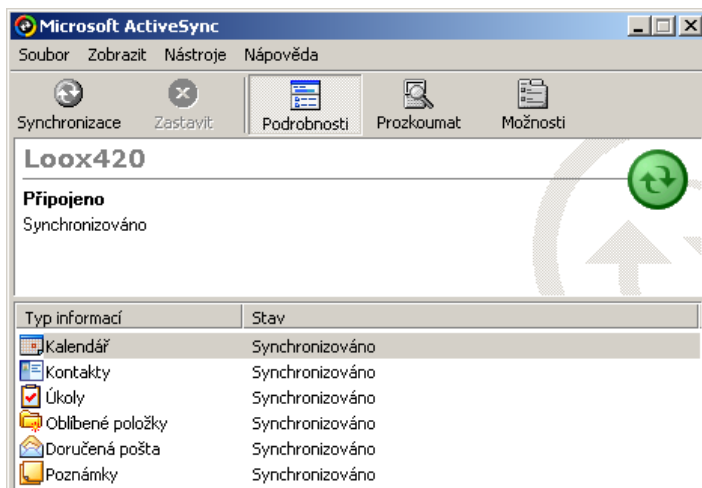 Microsoft ActiveSync
Soubor Zobrazit Nástroje Nápověda
Synchronizace Zastavit Podrobnosti Prozkoumat Možnosti
Loox420
Připojeno
Synchronizováno
Typ informací Stav
Kalendář Synchronizováno
Kontakty Synchronizováno
Úkoly Synchronizováno
Oblíbené položky Synchronizováno
Doručená pošta Synchronizováno
Poznámky Synchronizováno